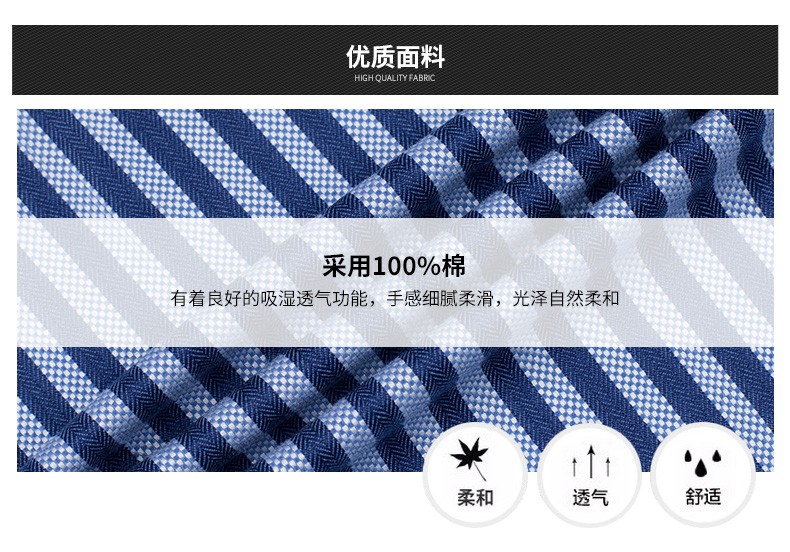 优质面料
HIGH QUALITY FABRIC
采用100%棉
有着良好的吸湿透气功能，手感细腻柔滑，光泽自然柔和
柔和
透气
舒适